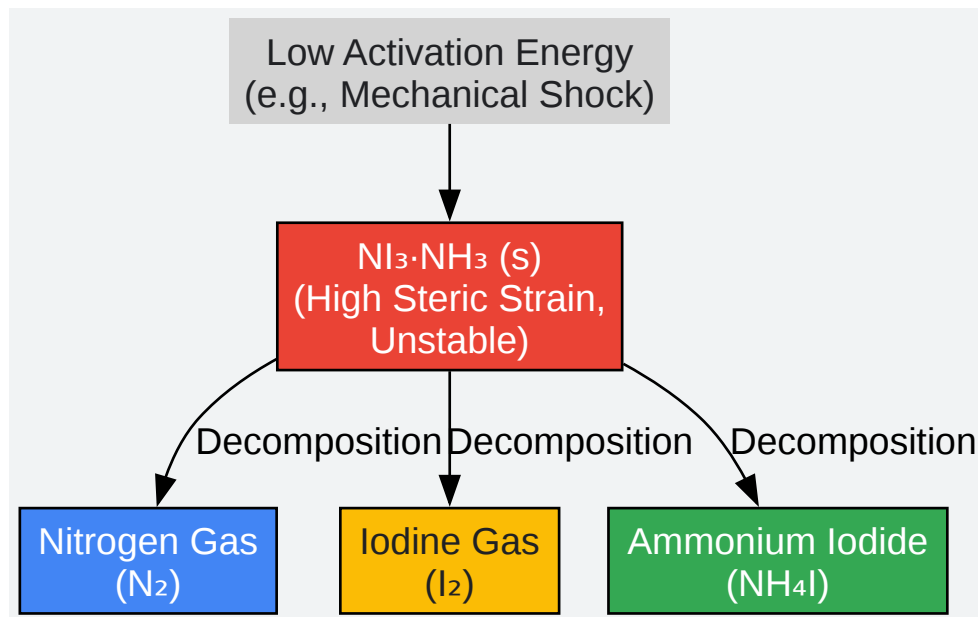 Low Activation Energy
(e.g., Mechanical Shock)
NI₃·NH₃ (s)
(High Steric Strain,
Unstable)
Decomposition
Decomposition
Decomposition
Nitrogen Gas
(N₂)
Iodine Gas
(I₂)
Ammonium Iodide
(NH₄I)